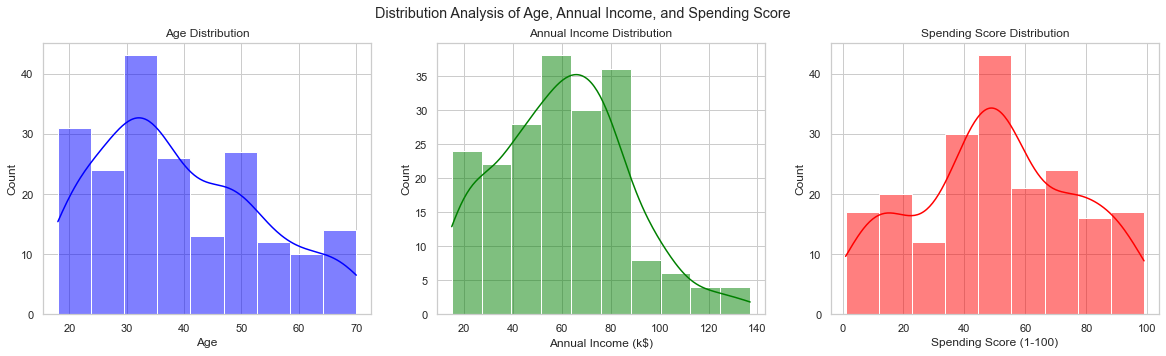 Distribution Analysis of Age, Annual Income, and Spending Score
Age Distribution
40
30
20
10
0
Count
20 30 40 50 60 70
Age
Annual Income Distribution
35
30
25
20
15
10
5
0
Count
20 40 60 80 100 120 140
Annual Income (k$)
Spending Score Distribution
40
30
20
10
0
Count
0 20 40 60 80 100
Spending Score (1-100)